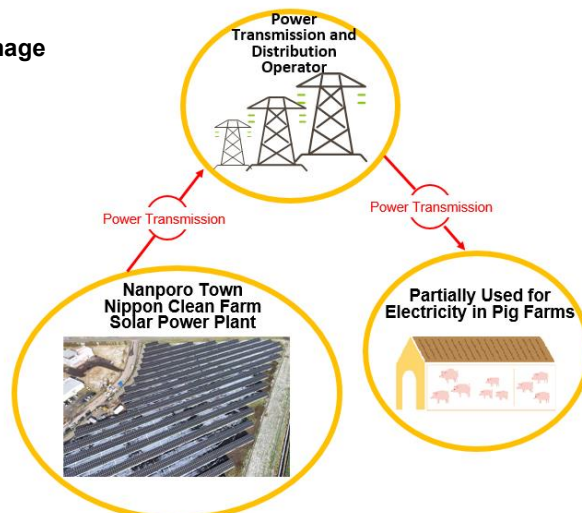 Power
Transmission and
Distribution
Operator
Power Transmission
Power Transmission
Nanporo Town
Nippon Clean Farm
Solar Power Plant
Partially Used for
Electricity in Pig Farms